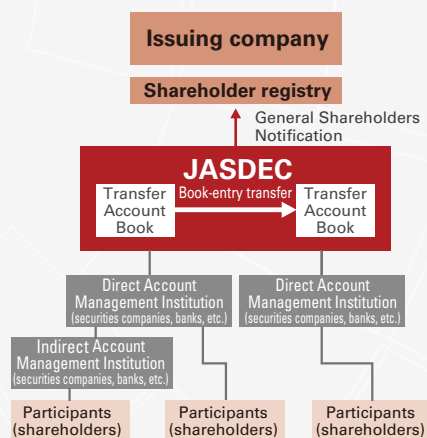 Issuing company
Shareholder registry
General Shareholders
Notification
JASDEC
Book-entry transfer
Transfer
Account
Book
Transfer
Account
Book
Direct Account
Management Institution
(securities companies, banks, etc.)
Direct Account
Management Institution
(securities companies, banks, etc.)
Indirect Account
Management Institution
(securities companies, banks, etc.)
Participants
(shareholders)
Participants
(shareholders)
Participants
(shareholders)